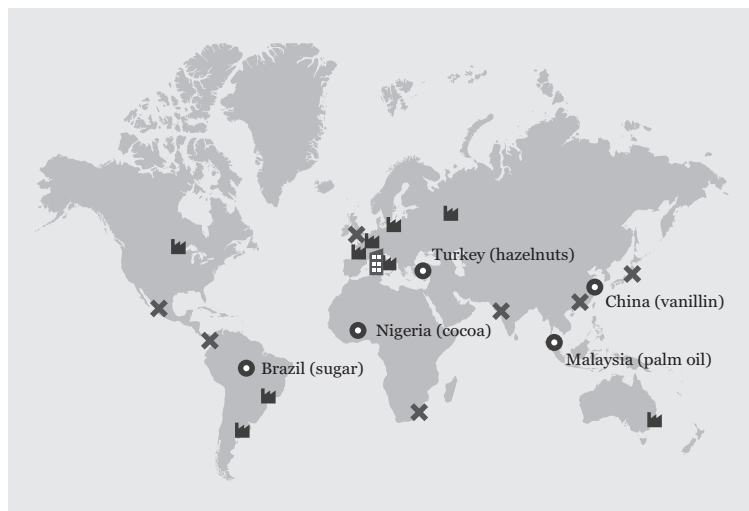 Turkey (hazelnuts)
China (vanillin)
Nigeria (cocoa)
Malaysia (palm oil)
Brazil (sugar)